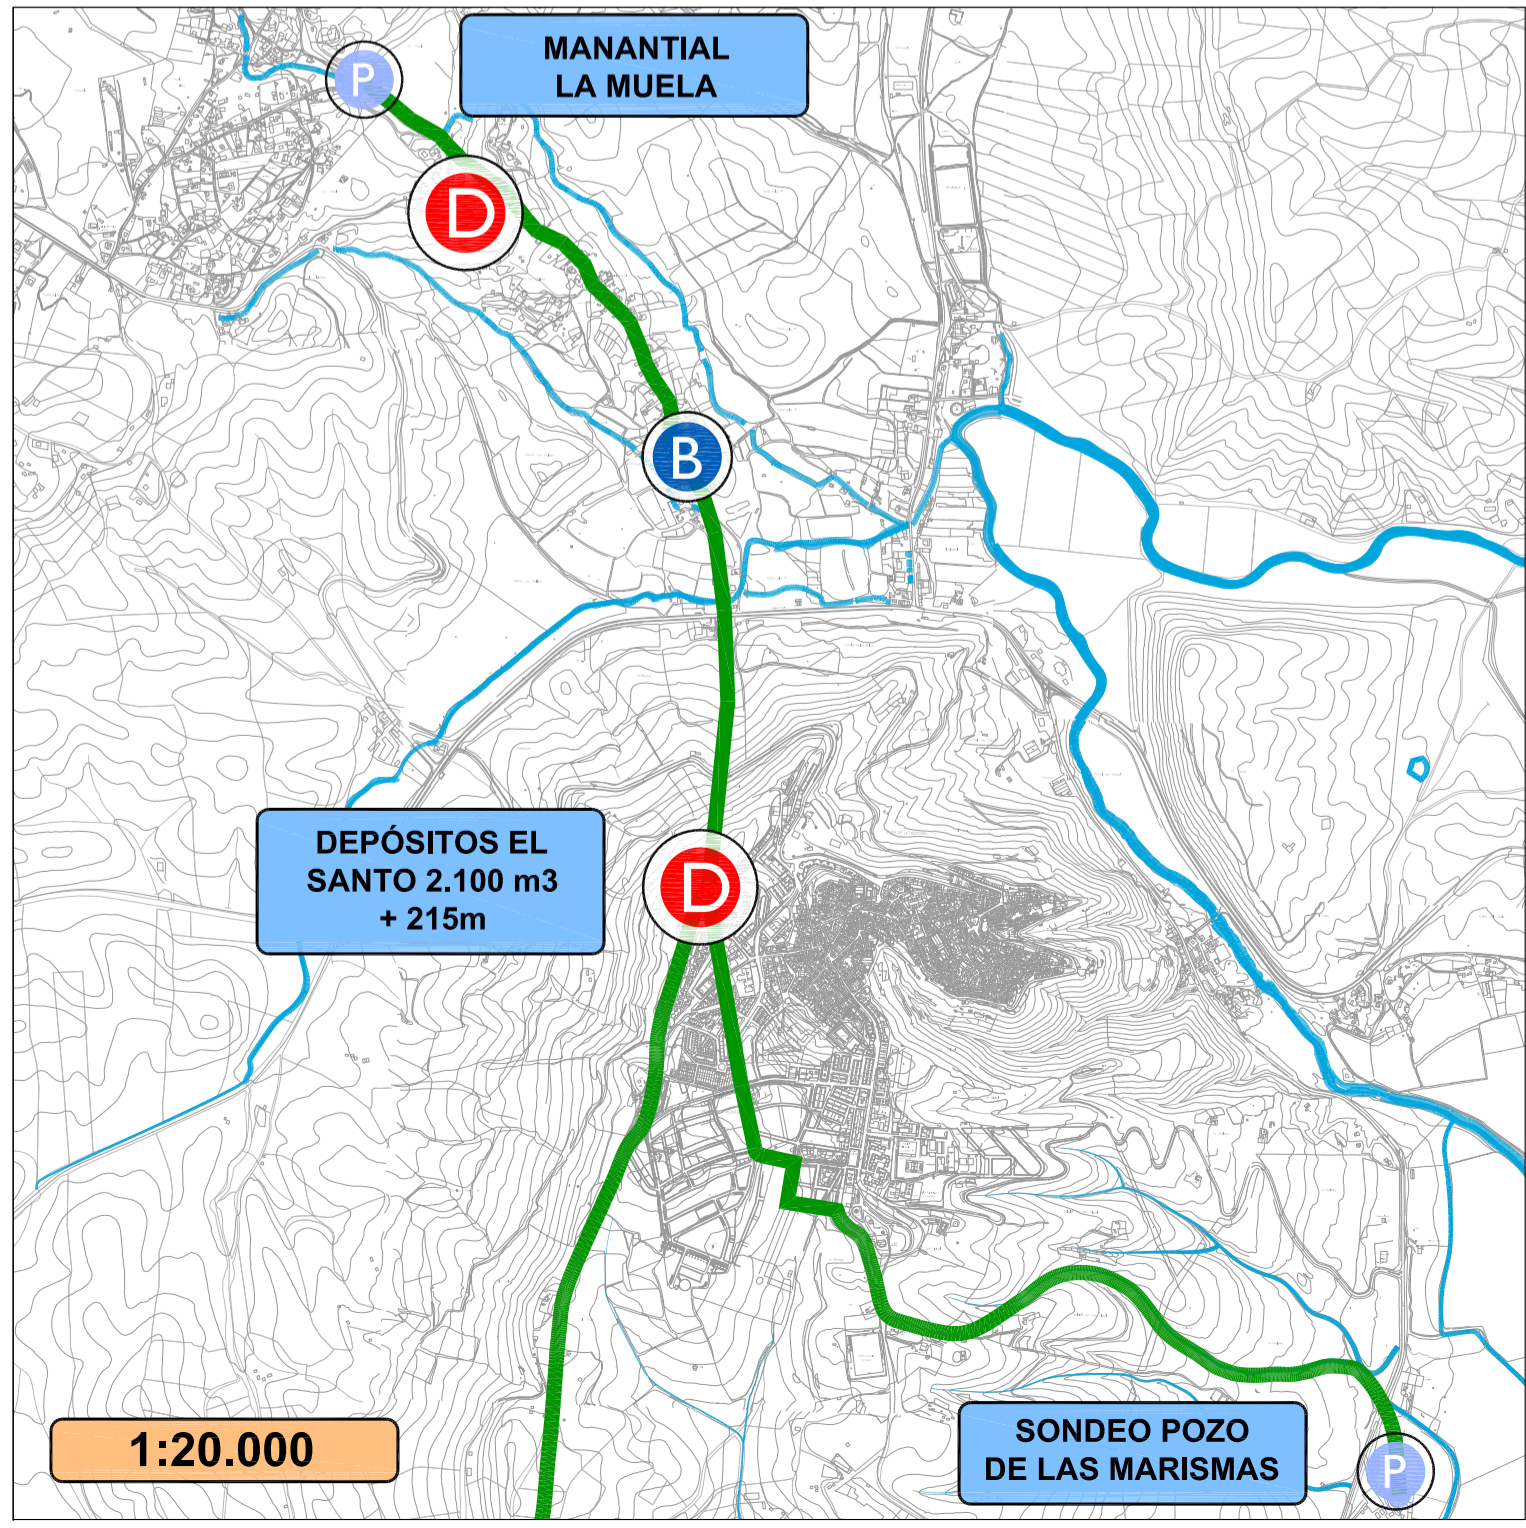 MANANTIAL
LA MUELA
P
D
B
DEPÓSITOS EL
SANTO 2.100 m3
+ 215m
D
1:20.000
SONDEO POZO
DE LAS MARISMAS
P